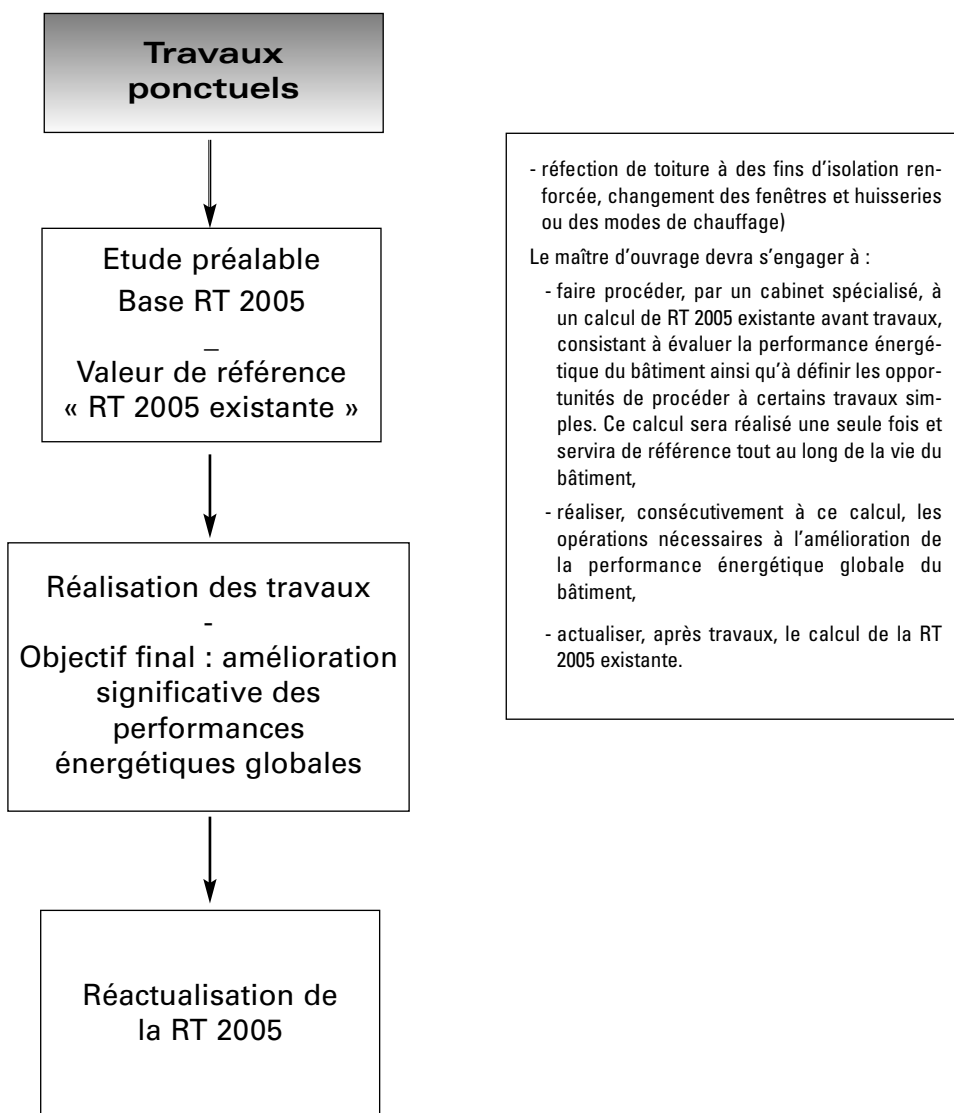 Travaux
ponctuels
Etude préalable
Base RT 2005
_
Valeur de référence
« RT 2005 existante »
Réalisation des travaux
-
Objectif final : amélioration
significative des
performances
énergétiques globales
Réactualisation de
la RT 2005
- réfection de toiture à des fins d’isolation ren-
forcée, changement des fenêtres et huisseries
ou des modes de chauffage)
Le maître d’ouvrage devra s’engager à :
- faire procéder, par un cabinet spécialisé, à
un calcul de RT 2005 existante avant travaux,
consistant à évaluer la performance énergé-
tique du bâtiment ainsi qu’à définir les oppor-
tunités de procéder à certains travaux sim-
ples. Ce calcul sera réalisé une seule fois et
servira de référence tout au long de la vie du
bâtiment,
- réaliser, consécutivement à ce calcul, les
opérations nécessaires à l’amélioration de
la performance énergétique globale du
bâtiment,
- actualiser, après travaux, le calcul de la RT
2005 existante.